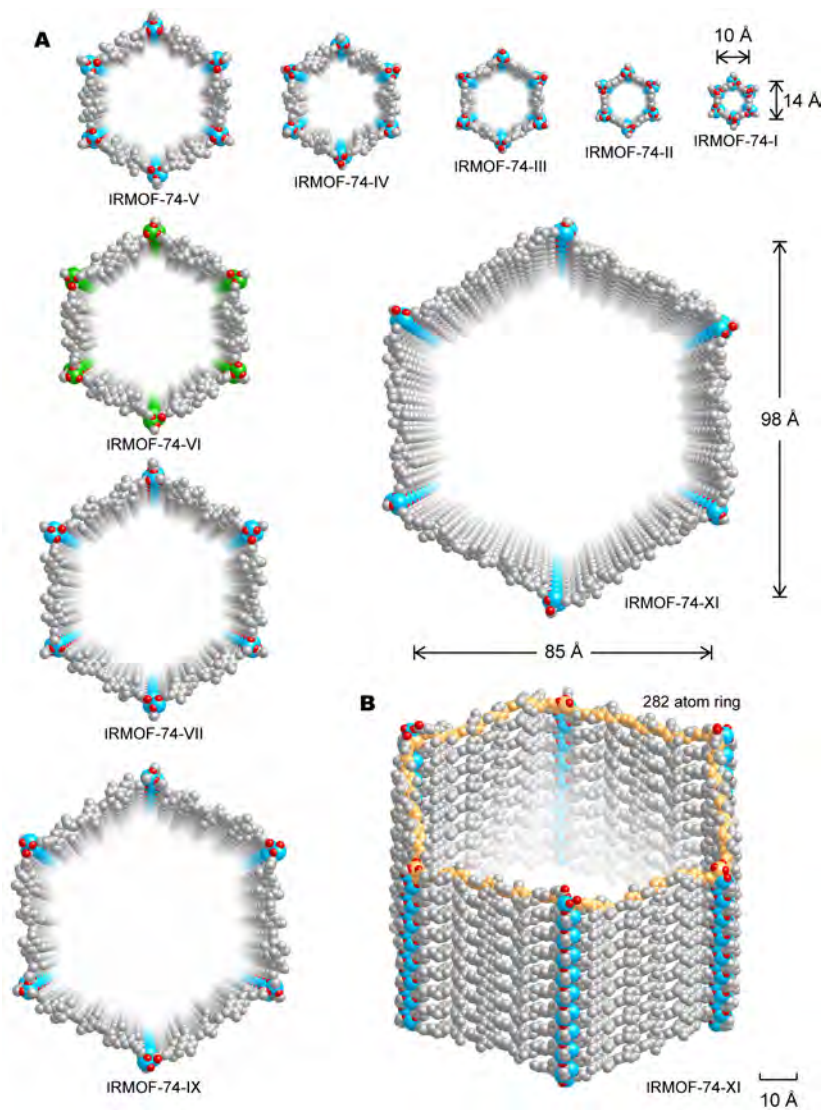 A
10 Å
14 Å
IRMOF-74-V
IRMOF-74-IV
IRMOF-74-III
IRMOF-74-II
IRMOF-74-I
IRMOF-74-VI
98 Å
IRMOF-74-XI
85 Å
IRMOF-74-VII
B
282 atom ring
IRMOF-74-IX
IRMOF-74-XI
10 Å